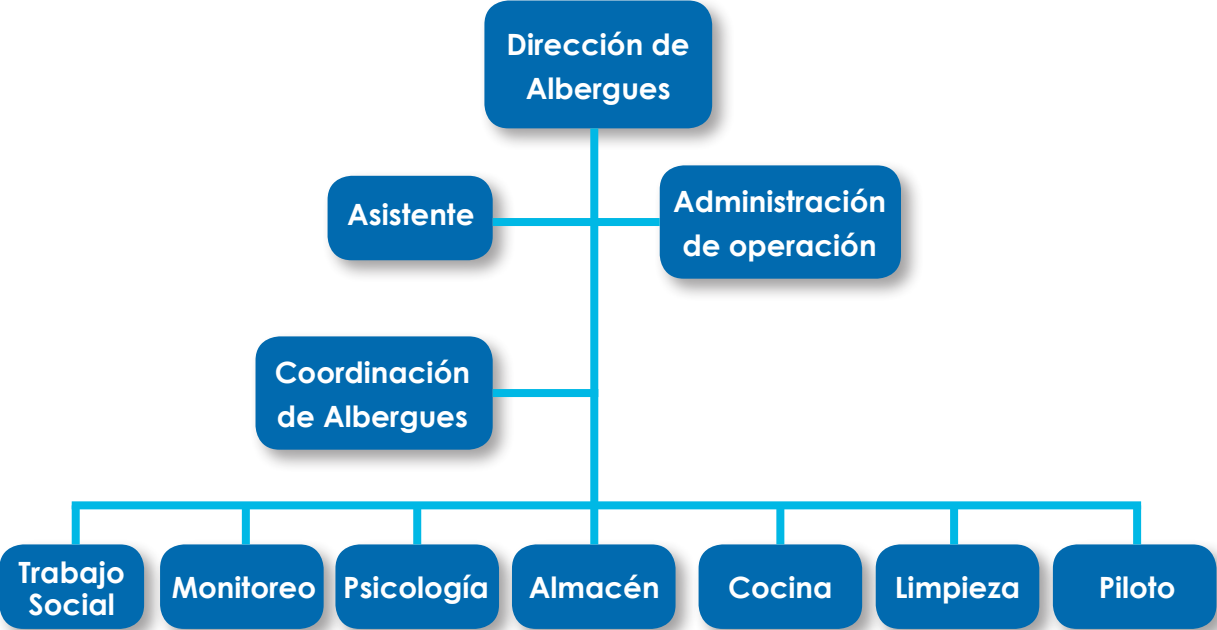 Dirección de
Albergues
Asistente
Administración
de operación
Coordinación
de Albergues
Trabajo
Social
Monitoreo
Psicología
Almacén
Cocina
Limpieza
Piloto